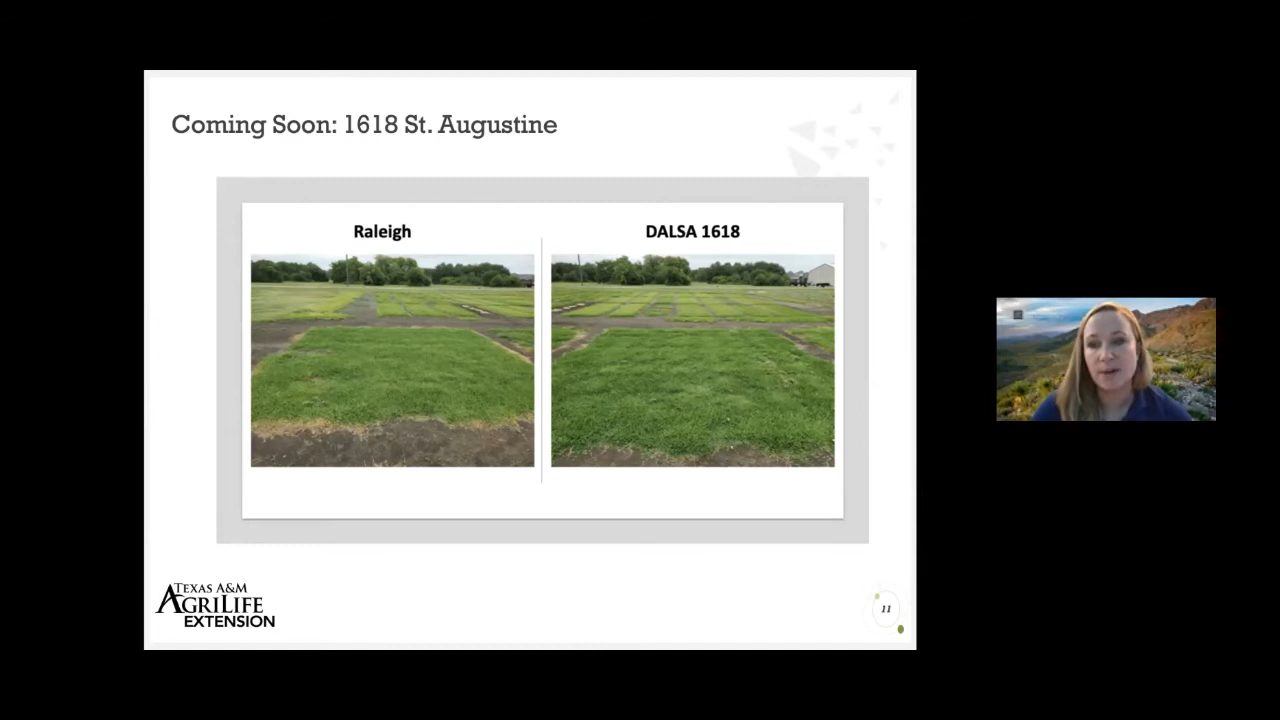 Coming Soon: 1618 St. Augustine
Raleigh
DALSA 1618
TEXAS A&M
AGRILIFE
EXTENSION
11